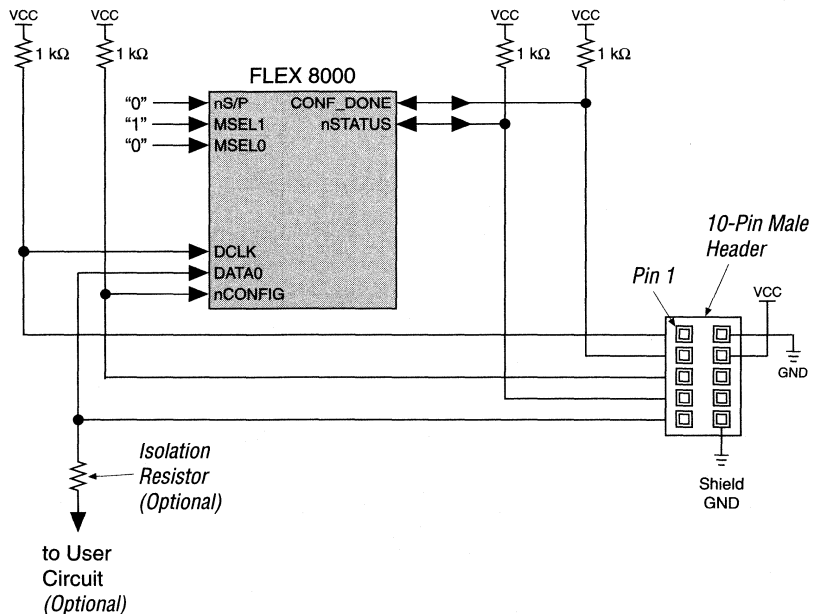 VCC
VCC
VCC
VCC
1 kΩ
1 kΩ
1 kΩ
1 kΩ
FLEX 8000
“0”
nS/P
CONF_DONE
“1”
MSEL1
nSTATUS
“0”
MSEL0
DCLK
DATA0
nCONFIG
10-Pin Male
Header
Pin 1
VCC
GND
Shield
GND
Isolation
Resistor
(Optional)
to User
Circuit
(Optional)